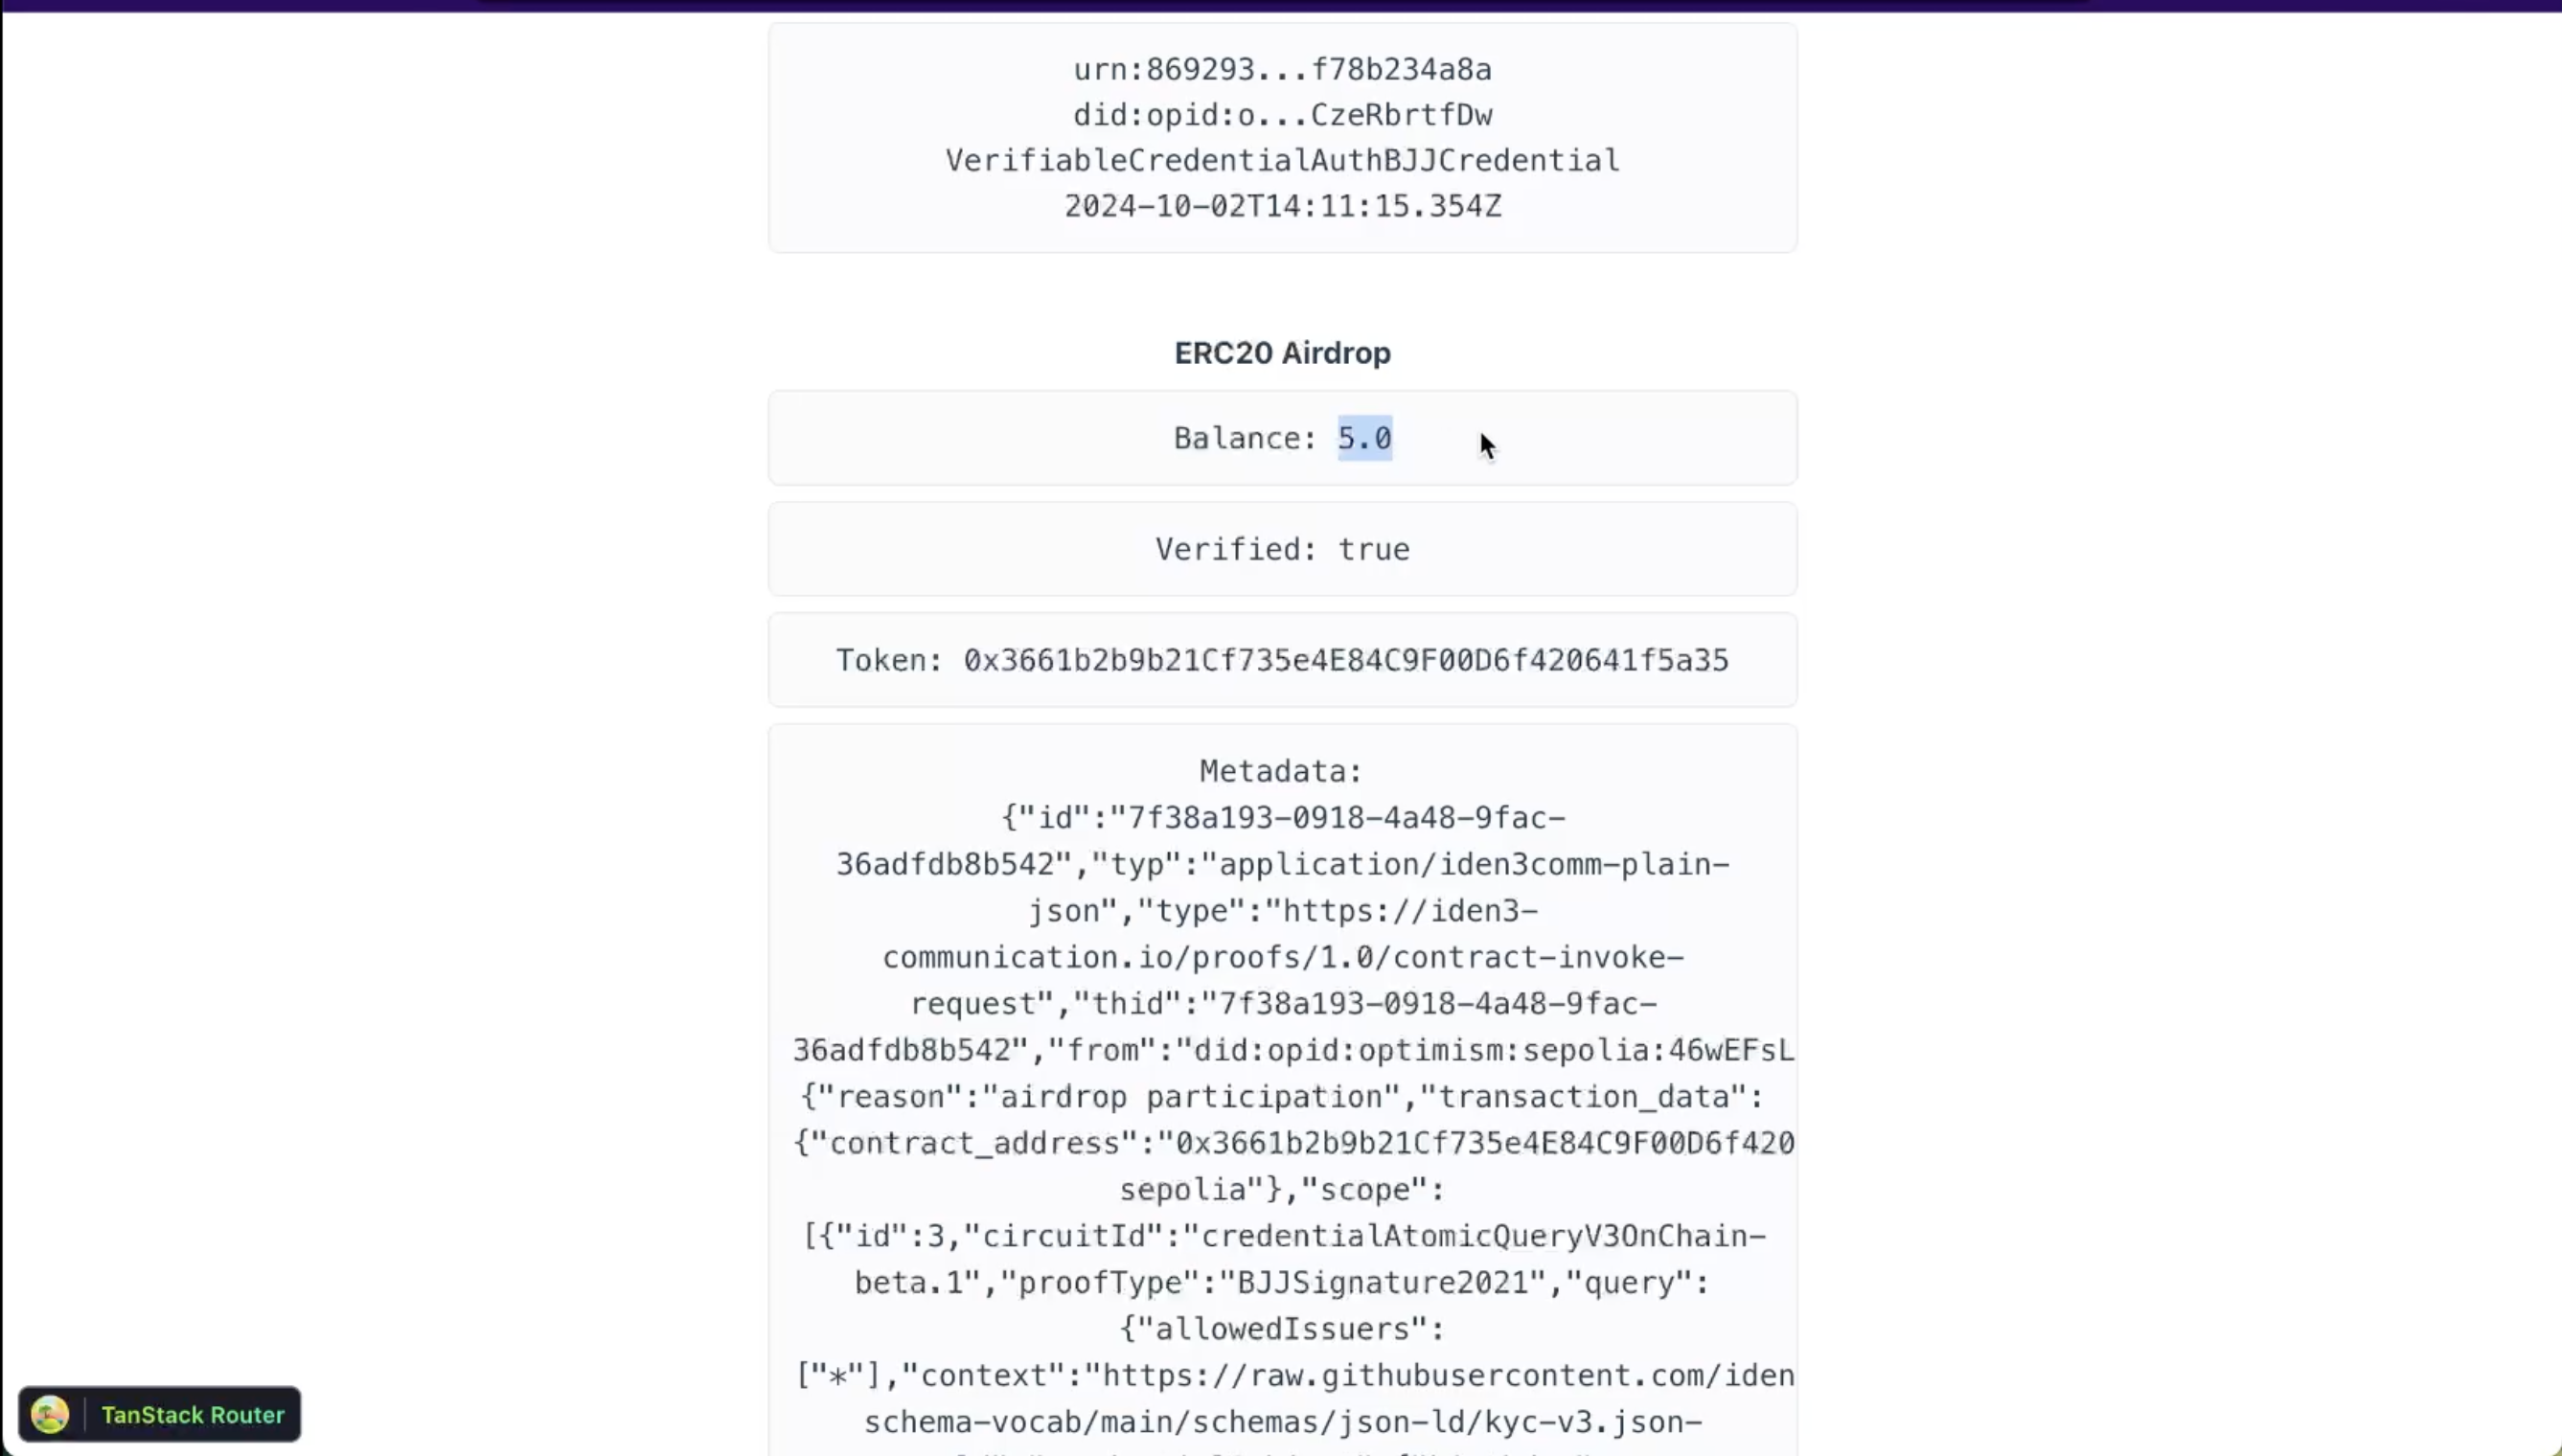 urn:869293...f78b234a8a
did:opid:o...CzeRbrtfDw
VerifiableCredentialAuthBJJCredential
2024-10-02T14:11:15.354Z
ERC20 Airdrop
Balance: 5.0
Verified: true
Token: 0x3661b2b9b21Cf735e4E84C9F00D6f420641f5a35
Metadata:
{"id":"7f38a193-0918-4a48-9fac-
36adfdb8b542","typ":"application/iden3comm-plain-
json","type":"https://iden3-
communication.io/proofs/1.0/contract-invoke-
request","thid":"7f38a193-0918-4a48-9fac-
36adfdb8b542","from":"did:opid:optimism:sepolia:46wEFsL
{"reason":"airdrop participation","transaction_data":
{"contract_address":"0x3661b2b9b21Cf735e4E84C9F00D6f420
sepolia"},"scope":
[{"id":3,"circuitId":"credentialAtomicQueryV3OnChain-
beta.1","proofType":"BJJSignature2021","query":
{"allowedIssuers":
["*"],"context":"https://raw.githubusercontent.com/iden
schema-vocab/main/schemas/json-ld/kyc-v3.json-
TanStack Router